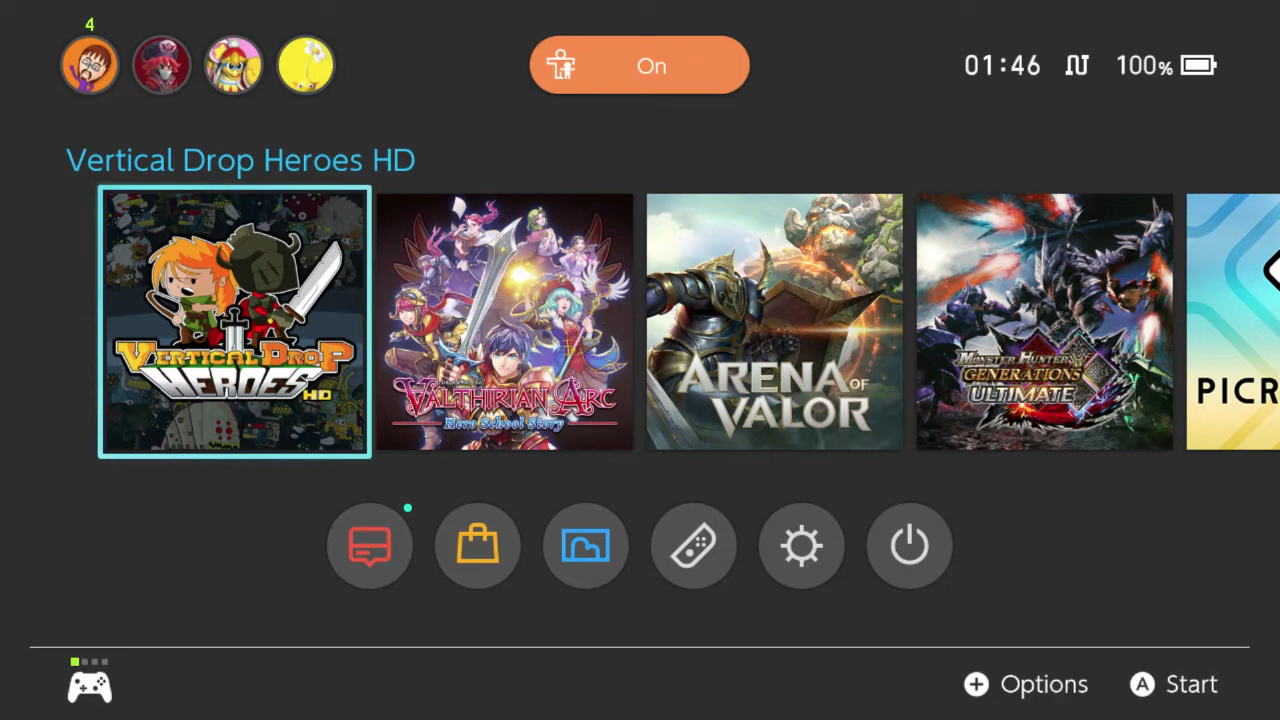 4
On
01:46
100%
Vertical Drop Heroes HD
VERTICAL DROP
HEROES HD
VALTHIRIAN ARC
Hero School Story
ARENA OF
VALOR
MONSTER HUNTER
GENERATIONS
ULTIMATE
PICR
Options
Start